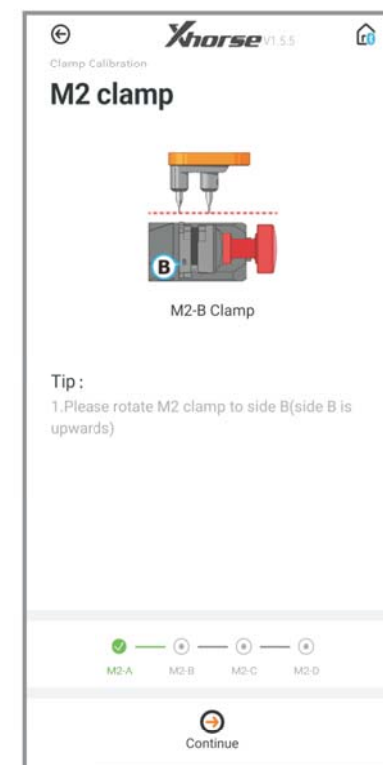 Xhorse V1.5.5
Clamp Calibration
M2 clamp
B
M2-B Clamp
Tip :
1.Please rotate M2 clamp to side B(side B is
upwards)
M2-A M2-B M2-C M2-D
Continue